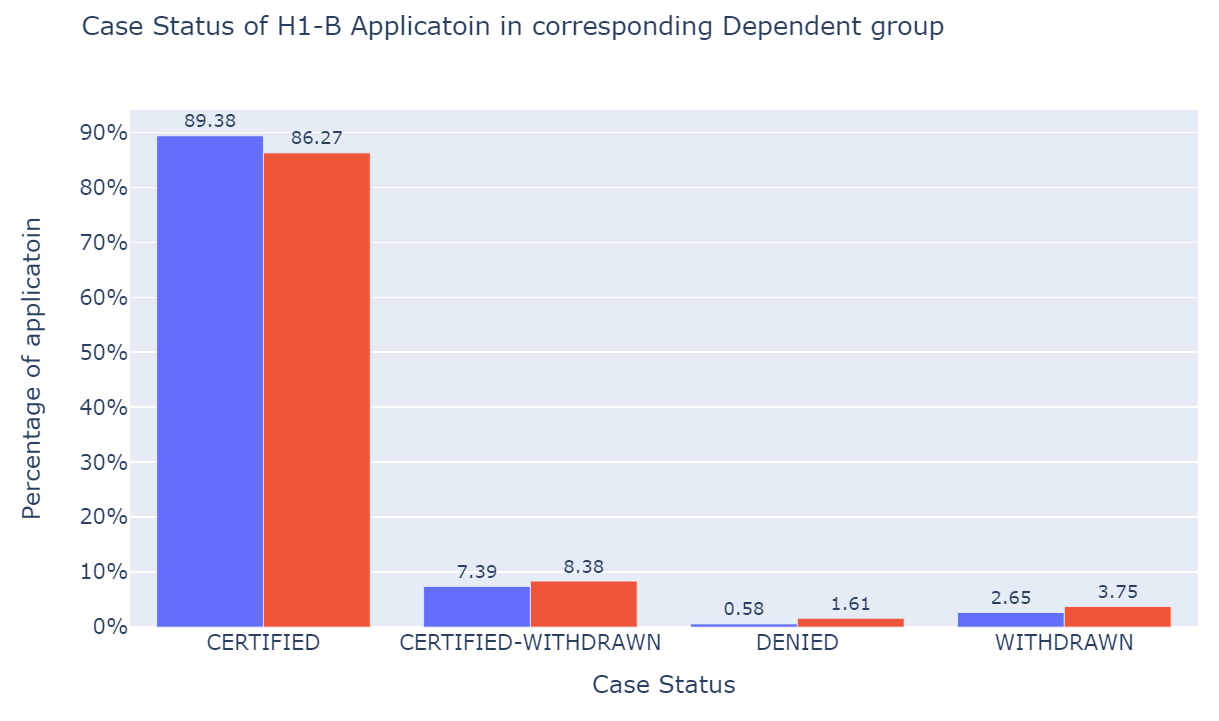 Case Status of H1-B Applicatoin in corresponding Dependent group
Percentage of applicatoin
90%
80%
70%
60%
50%
40%
30%
20%
10%
0%
89.38
86.27
7.39
8.38
0.58
1.61
2.65
3.75
CERTIFIED
CERTIFIED-WITHDRAWN
DENIED
WITHDRAWN
Case Status